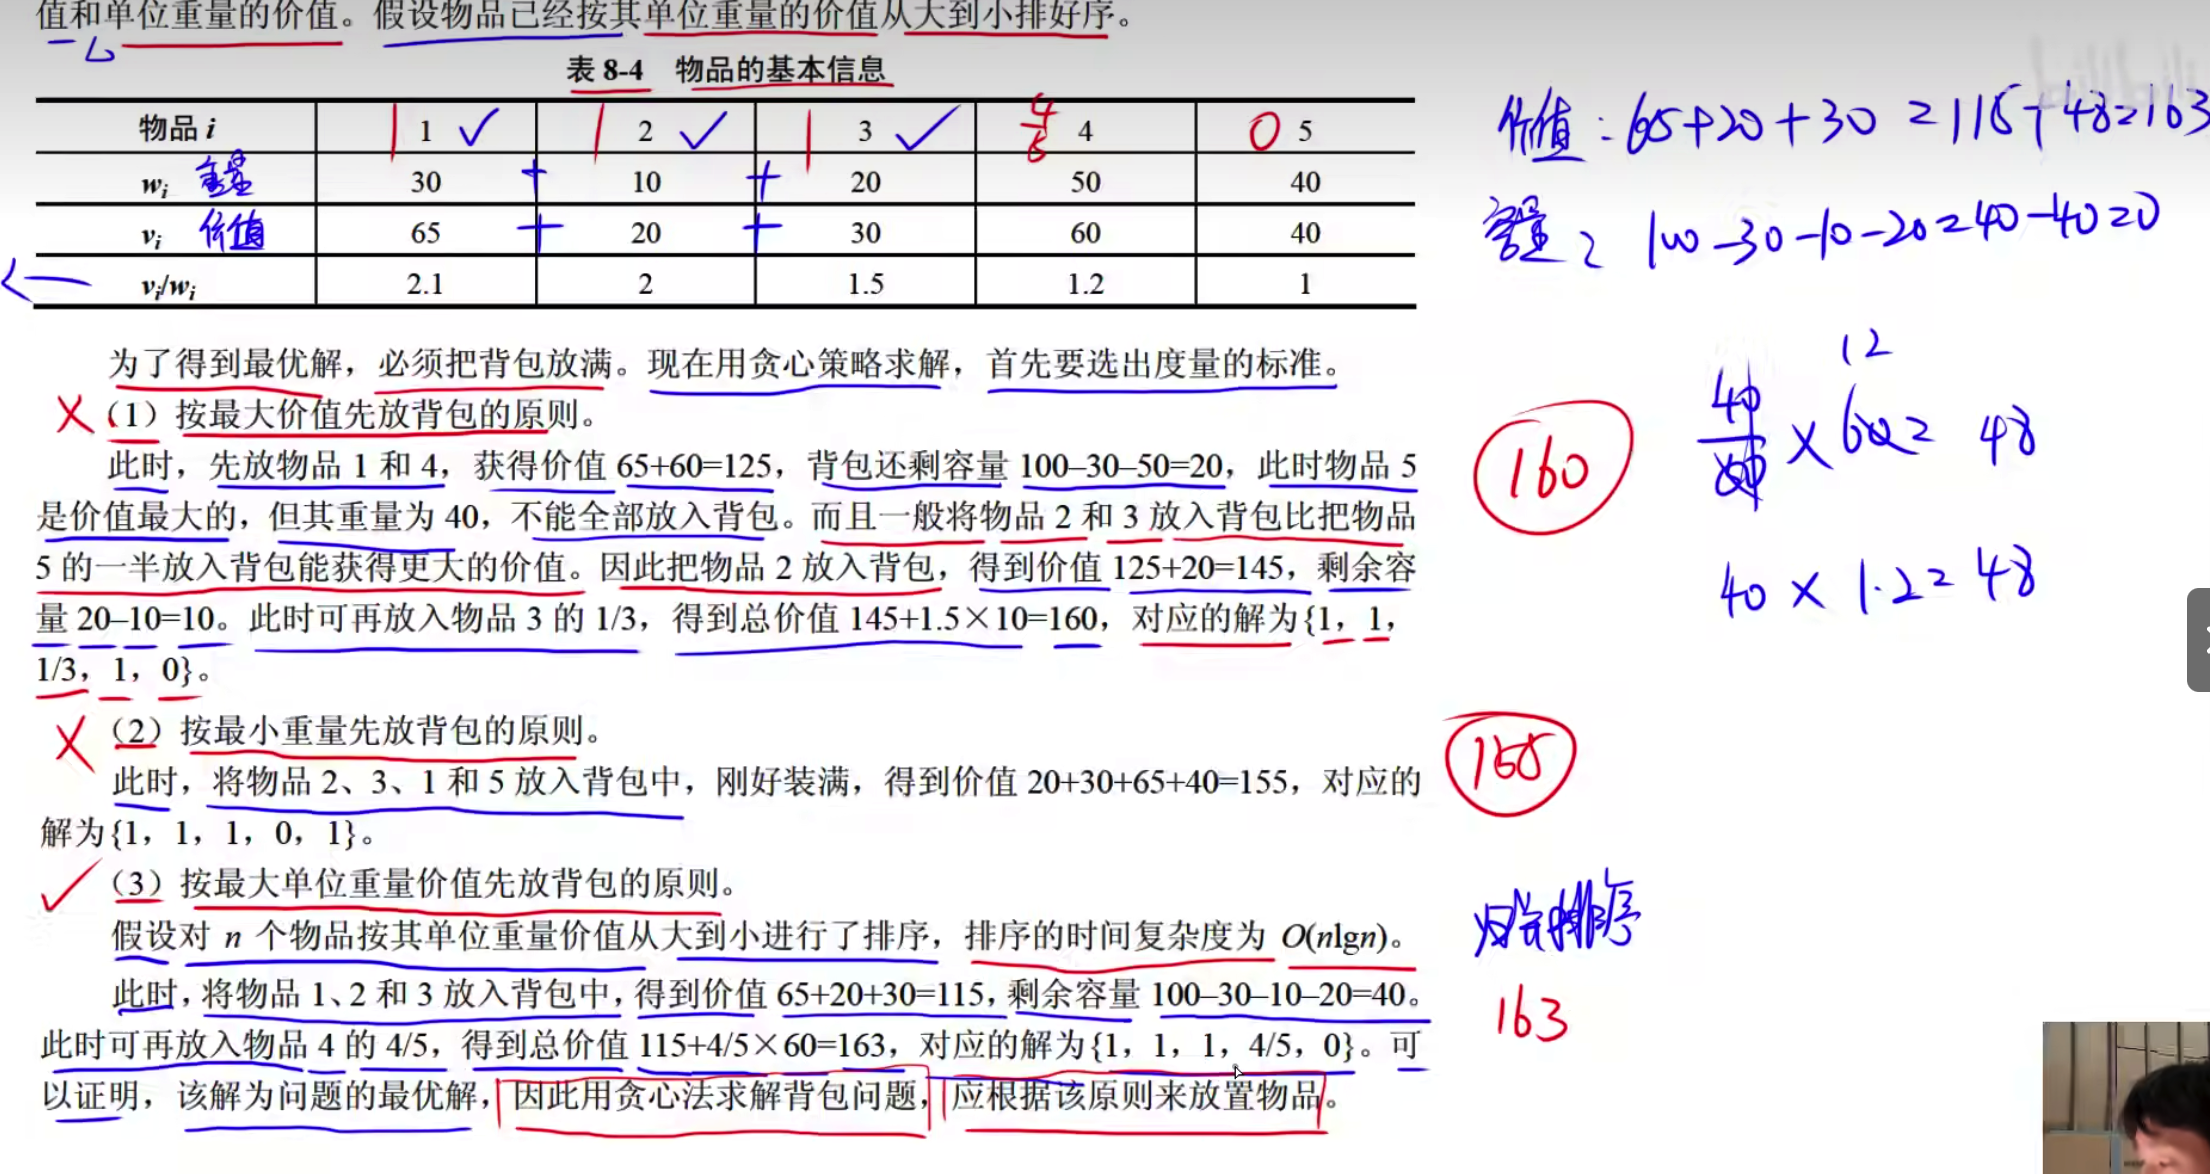 值和单位重量的价值。假设物品已经按其单位重量的价值从大到小排好序。
表 8-4 物品的基本信息
物品 i 1 2 3 4/5 4 0 5
wi 重量 30 + 10 + 20 50 40
vi 价值 65 + 20 + 30 60 40
vi/wi 2.1 2 1.5 1.2 1
为了得到最优解，必须把背包放满。现在用贪心策略求解，首先要选出度量的标准。
（1）按最大价值先放背包的原则。
此时，先放物品 1 和 4，获得价值 65+60=125，背包还剩容量 100–30–50=20，此时物品 5
是价值最大的，但其重量为 40，不能全部放入背包。而且一般将物品 2 和 3 放入背包比把物品
5 的一半放入背包能获得更大的价值。因此把物品 2 放入背包，得到价值 125+20=145，剩余容
量 20–10=10。此时可再放入物品 3 的 1/3，得到总价值 145+1.5×10=160，对应的解为{1，1，
1/3，1，0}。
（2）按最小重量先放背包的原则。
此时，将物品 2、3、1 和 5 放入背包中，刚好装满，得到价值 20+30+65+40=155，对应的
解为{1，1，1，0，1}。
（3）按最大单位重量价值先放背包的原则。
假设对 n 个物品按其单位重量价值从大到小进行了排序，排序的时间复杂度为 O(nlgn)。
此时，将物品 1、2 和 3 放入背包中，得到价值 65+20+30=115，剩余容量 100–30–10–20=40。
此时可再放入物品 4 的 4/5，得到总价值 115+4/5×60=163，对应的解为{1，1，1，4/5，0}。可
以证明，该解为问题的最优解，因此用贪心法求解背包问题，应根据该原则来放置物品。
价值：65+20+30=115+48=163
容量：100-30-10-20=40-40=0
12
40/50×60=48
160
40×1.2=48
155
归并排序
163